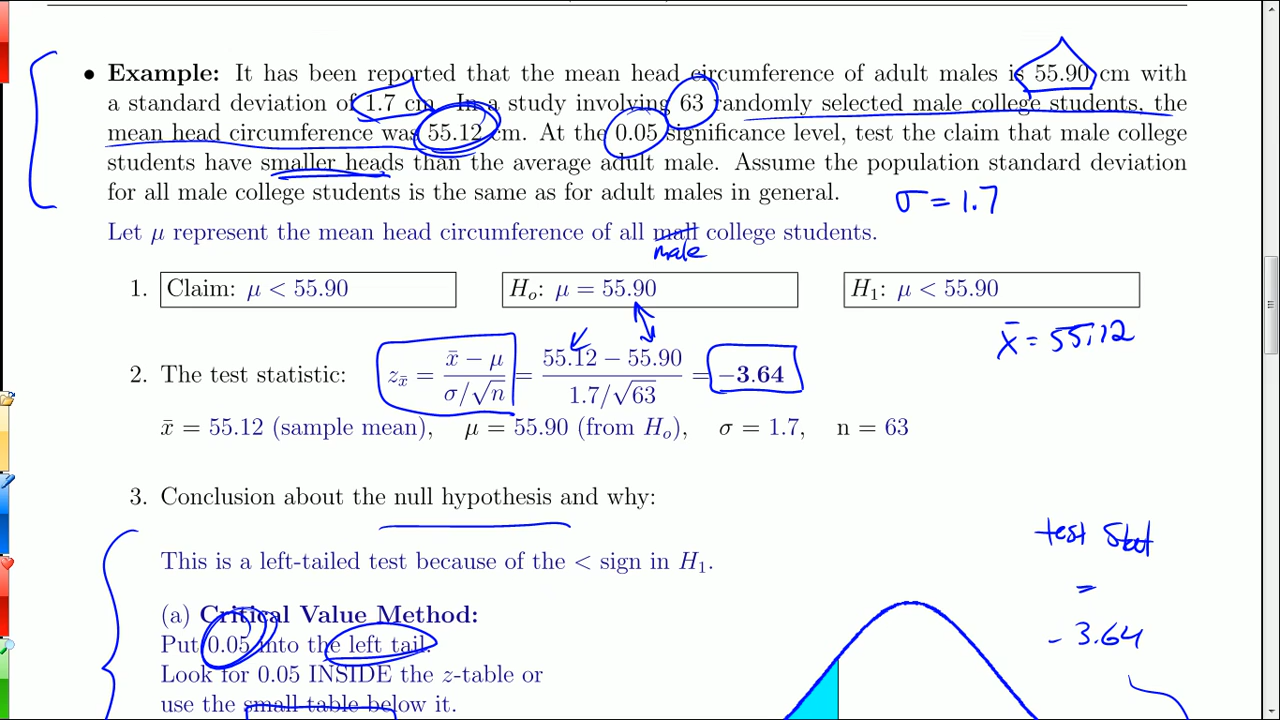 • Example: It has been reported that the mean head circumference of adult males is 55.90 cm with
a standard deviation of 1.7 cm. In a study involving 63 randomly selected male college students, the
mean head circumference was 55.12 cm. At the 0.05 significance level, test the claim that male college
students have smaller heads than the average adult male. Assume the population standard deviation
for all male college students is the same as for adult males in general.
σ = 1.7
Let μ represent the mean head circumference of all mall college students.
male
1. Claim: μ < 55.90 Hₒ: μ = 55.90 H₁: μ < 55.90
x̄ = 55.12
2. The test statistic: z_x̄ = (x̄ − μ)/(σ/√n) = (55.12 − 55.90)/(1.7/√63) = −3.64
x̄ = 55.12 (sample mean), μ = 55.90 (from Hₒ), σ = 1.7, n = 63
3. Conclusion about the null hypothesis and why:
test Stat
=
- 3.64
This is a left-tailed test because of the < sign in H₁.
(a) Critical Value Method:
Put 0.05 into the left tail.
Look for 0.05 INSIDE the z-table or
use the small table below it.